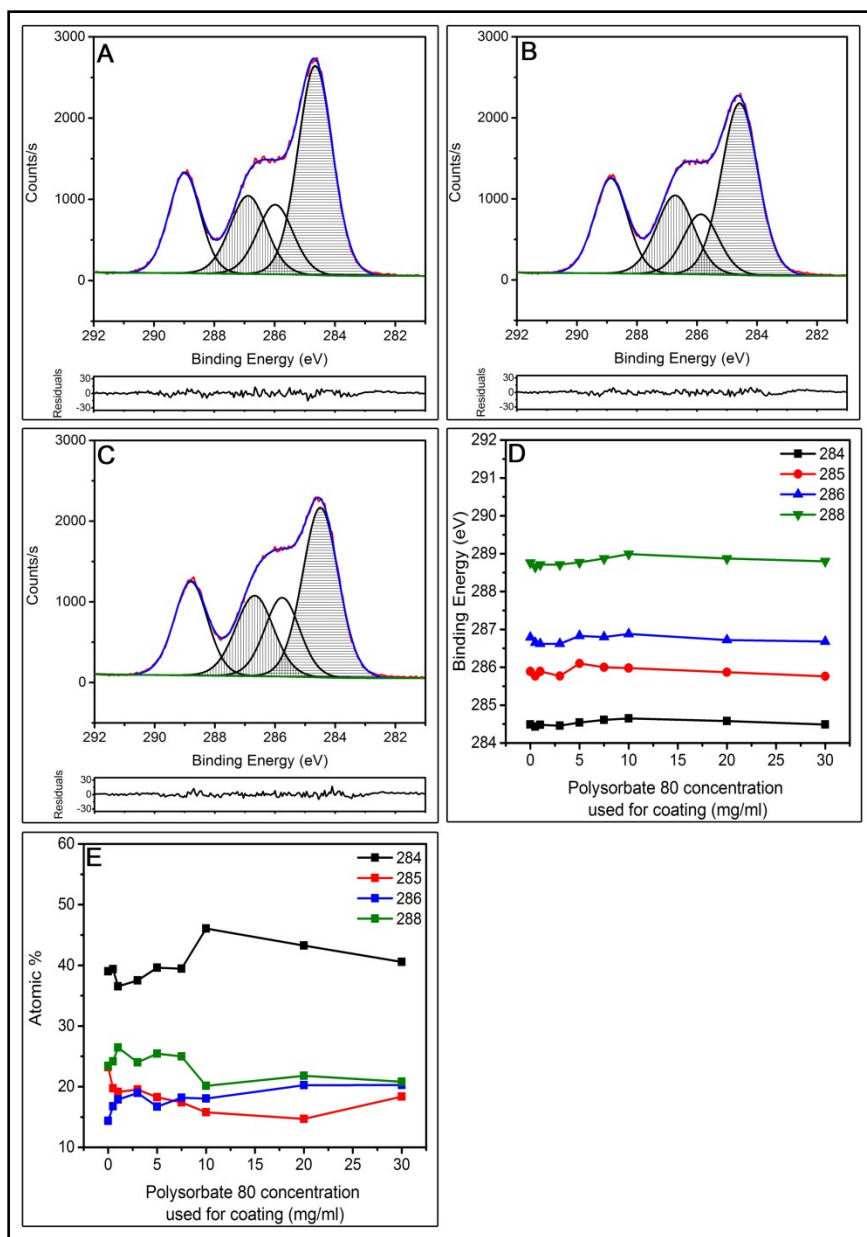 A
3000
2000
1000
0
Counts/s
292 290 288 286 284 282
Binding Energy (eV)
Residuals
30
0
-30
B
3000
2000
1000
0
Counts/s
292 290 288 286 284 282
Binding Energy (eV)
Residuals
30
0
-30
C
3000
2000
1000
0
Counts/s
292 290 288 286 284 282
Binding Energy (eV)
Residuals
30
0
-30
D
292
291
290
289
288
287
286
285
284
Binding Energy (eV)
284
285
286
288
0 5 10 15 20 25 30
Polysorbate 80 concentration
used for coating (mg/ml)
E
60
50
40
30
20
10
Atomic %
284
285
286
288
0 5 10 15 20 25 30
Polysorbate 80 concentration
used for coating (mg/ml)